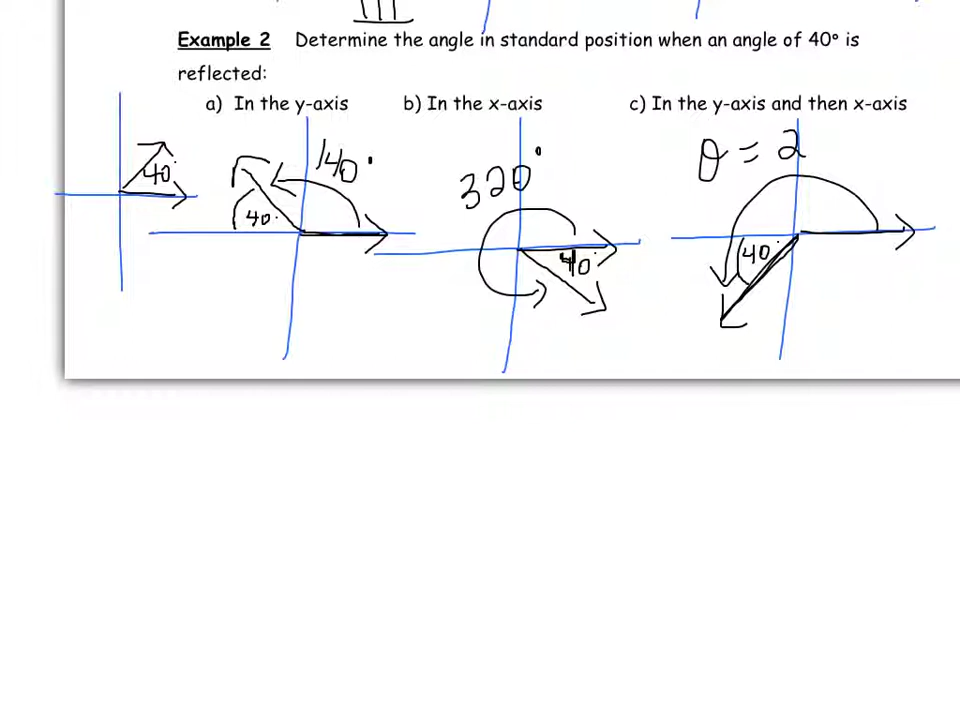 Example 2 Determine the angle in standard position when an angle of 40° is
reflected:
a) In the y-axis b) In the x-axis c) In the y-axis and then x-axis
140°
320°
θ = 2
40°
40°
40°
40°